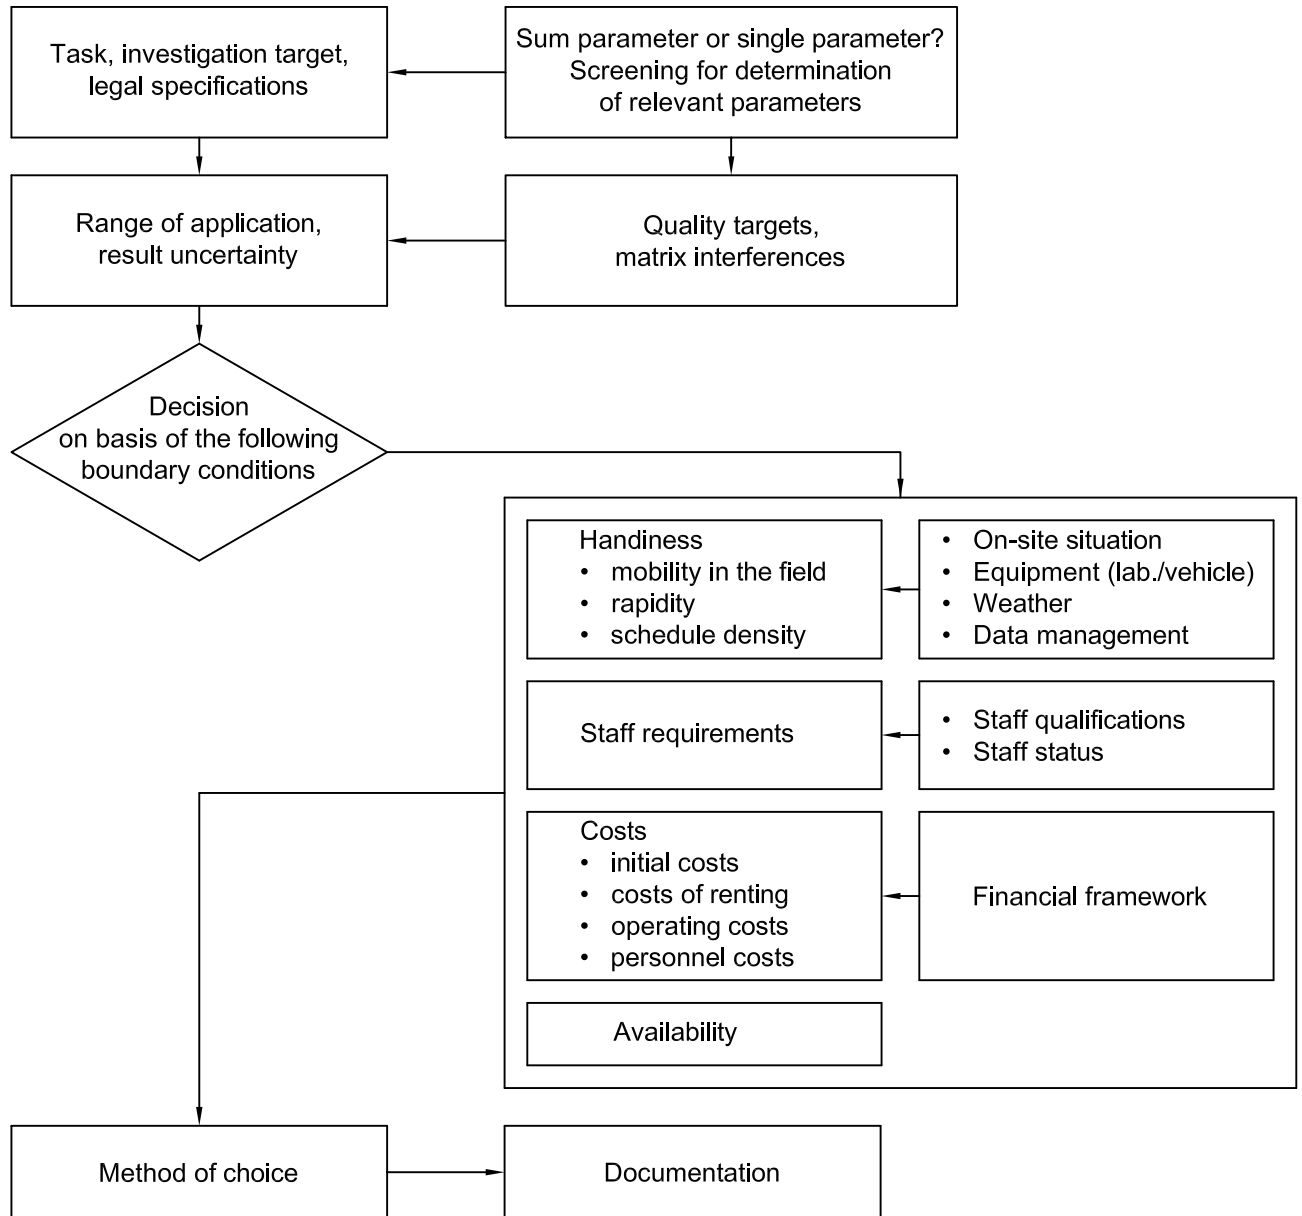 Task, investigation target,
legal specifications
Sum parameter or single parameter?
Screening for determination
of relevant parameters
Range of application,
result uncertainty
Quality targets,
matrix interferences
Decision
on basis of the following
boundary conditions
Handiness
• mobility in the field
• rapidity
• schedule density
• On-site situation
• Equipment (lab./vehicle)
• Weather
• Data management
Staff requirements
• Staff qualifications
• Staff status
Costs
• initial costs
• costs of renting
• operating costs
• personnel costs
Financial framework
Availability
Method of choice
Documentation